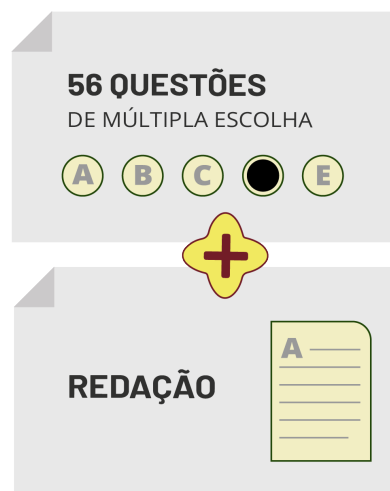 56 QUESTÕES
DE MÚLTIPLA ESCOLHA
A B C E
+
REDAÇÃO
A